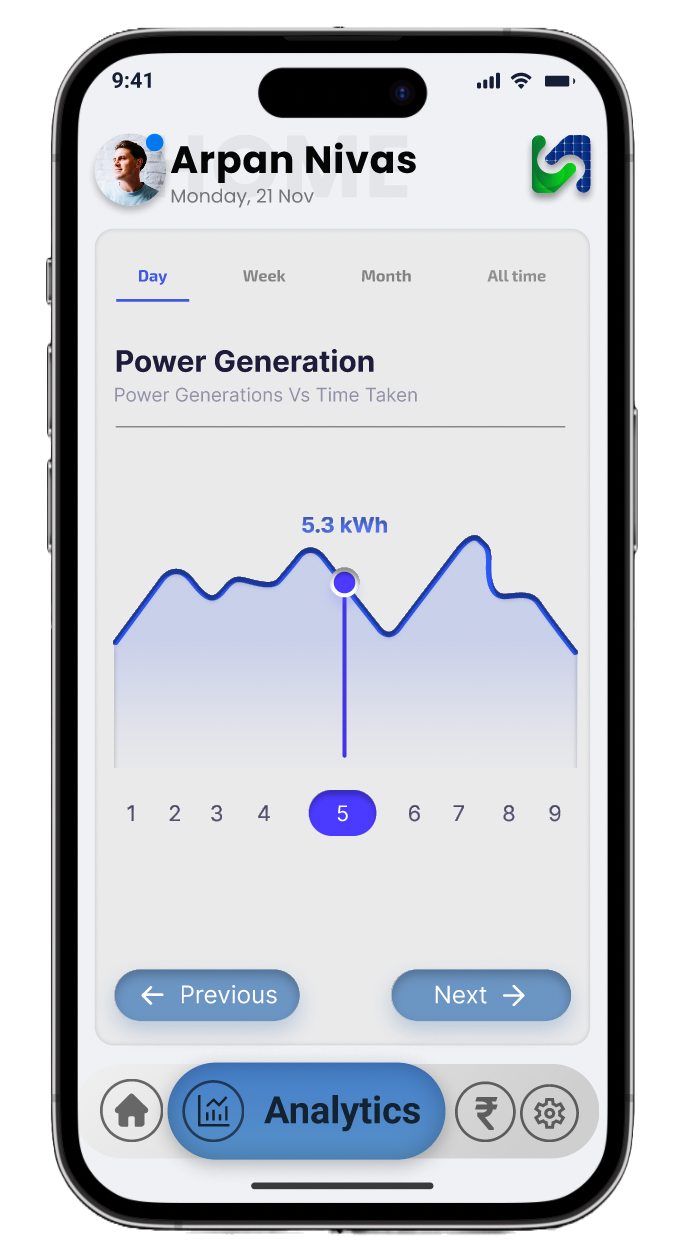 9:41
HOME
Arpan Nivas
Monday, 21 Nov
Day Week Month All time
Power Generation
Power Generations Vs Time Taken
5.3 kWh
1 2 3 4 5 6 7 8 9
← Previous Next →
Analytics ₹